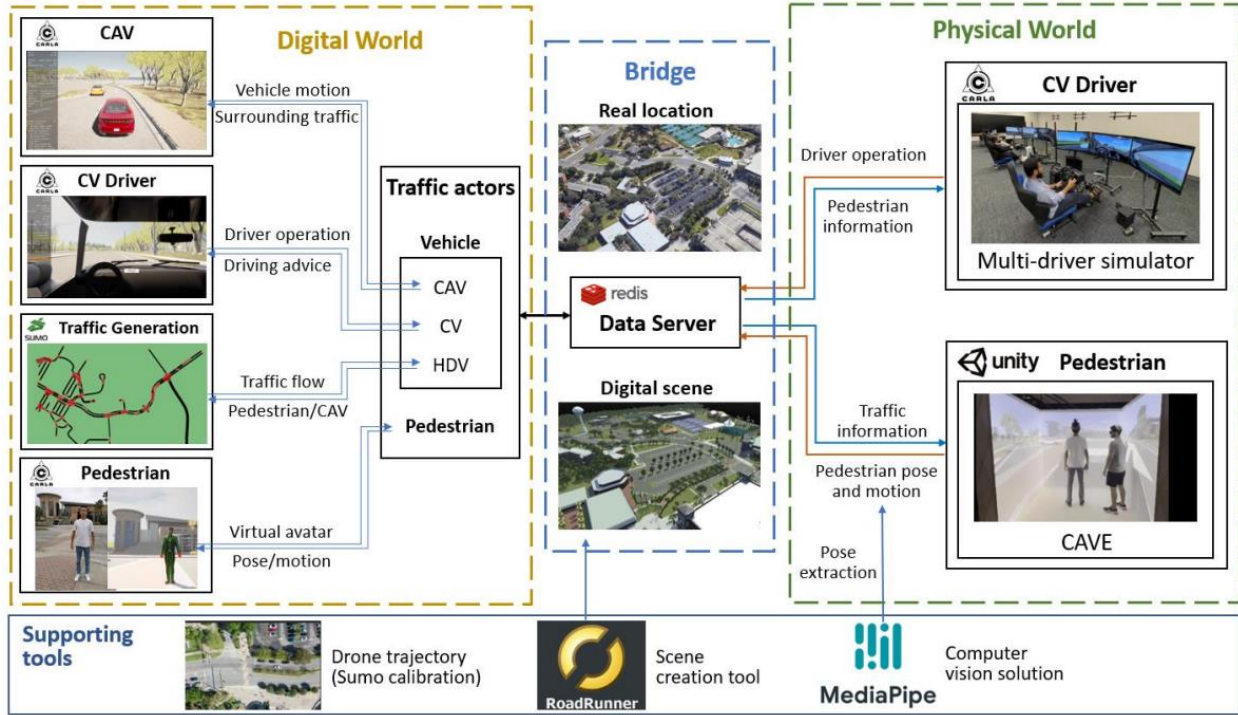 Digital World
CARLA
CAV
Vehicle motion
Surrounding traffic
CARLA
CV Driver
Driver operation
Driving advice
SUMO
Traffic Generation
Traffic flow
Pedestrian/CAV
CARLA
Pedestrian
Virtual avatar
Pose/motion
Traffic actors
Vehicle
CAV
CV
HDV
Pedestrian
Bridge
Real location
redis
Data Server
Digital scene
Physical World
CARLA
CV Driver
Multi-driver simulator
Driver operation
Pedestrian
information
unity
Pedestrian
CAVE
Traffic
information
Pedestrian pose
and motion
Pose
extraction
Supporting
tools
Drone trajectory
(Sumo calibration)
RoadRunner
Scene
creation tool
MediaPipe
Computer
vision solution